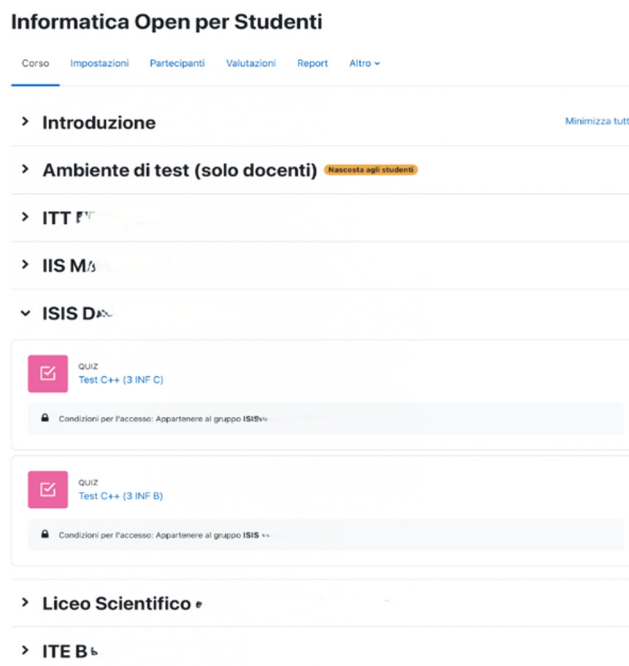 Informatica Open per Studenti
Corso Impostazioni Partecipanti Valutazioni Report Altro
Introduzione
Minimizza tutt
Ambiente di test (solo docenti) Nascosta agli studenti
ITT
IIS
ISIS
QUIZ
Test C++ (3 INF C)
Condizioni per l'accesso: Appartenere al gruppo ISIS
QUIZ
Test C++ (3 INF B)
Condizioni per l'accesso: Appartenere al gruppo ISIS
Liceo Scientifico
ITE B